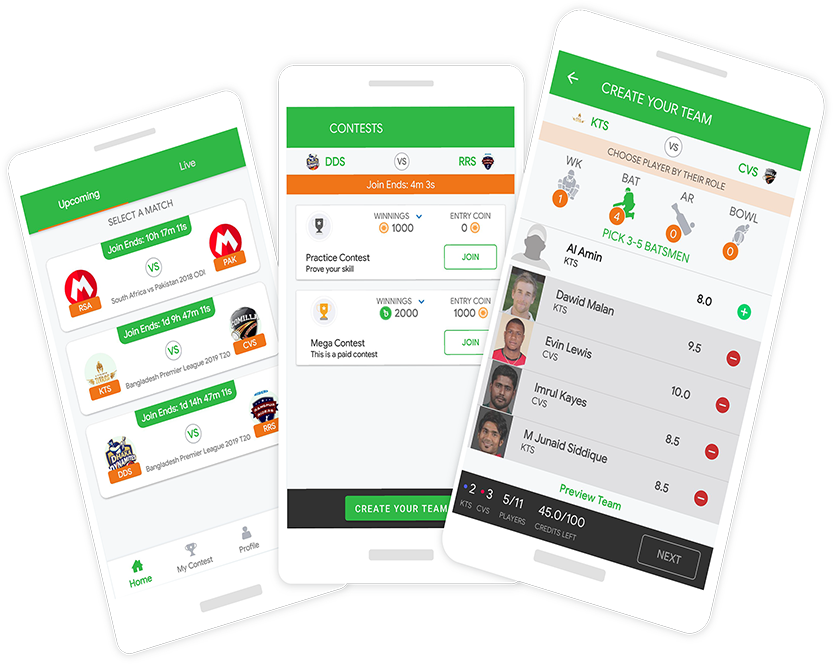 Upcoming
Live
SELECT A MATCH
Join Ends: 10h 17m 11s
VS
RSA
PAK
South Africa vs Pakistan 2018 ODI
Join Ends: 1d 9h 47m 11s
VS
KTS
CVS
Bangladesh Premier League 2019 T20
Join Ends: 1d 14h 47m 11s
VS
DDS
RRS
Bangladesh Premier League 2019 T20
Home
My Contest
Profile
CONTESTS
DDS VS RRS
Join Ends: 4m 3s
WINNINGS ENTRY COIN
1000 0
Practice Contest
Prove your skill
JOIN
WINNINGS ENTRY COIN
2000 1000
Mega Contest
This is a paid contest
JOIN
CREATE YOUR TEAM
CREATE YOUR TEAM
KTS VS CVS
CHOOSE PLAYER BY THEIR ROLE
WK BAT AR BOWL
1 4 0 0
PICK 3-5 BATSMEN
Al Amin
KTS
8.0
Dawid Malan
KTS
9.5
Evin Lewis
CVS
10.0
Imrul Kayes
CVS
8.5
M Junaid Siddique
KTS
8.5
Preview Team
2 3 5/11 45.0/100
KTS CVS PLAYERS CREDITS LEFT
NEXT